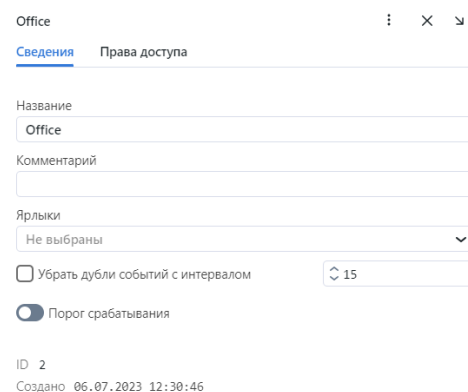 Office
Сведения Права доступа
Название
Office
Комментарий
Ярлыки
Не выбраны
Убрать дубли событий с интервалом 15
Порог срабатывания
ID 2
Создано 06.07.2023 12:30:46